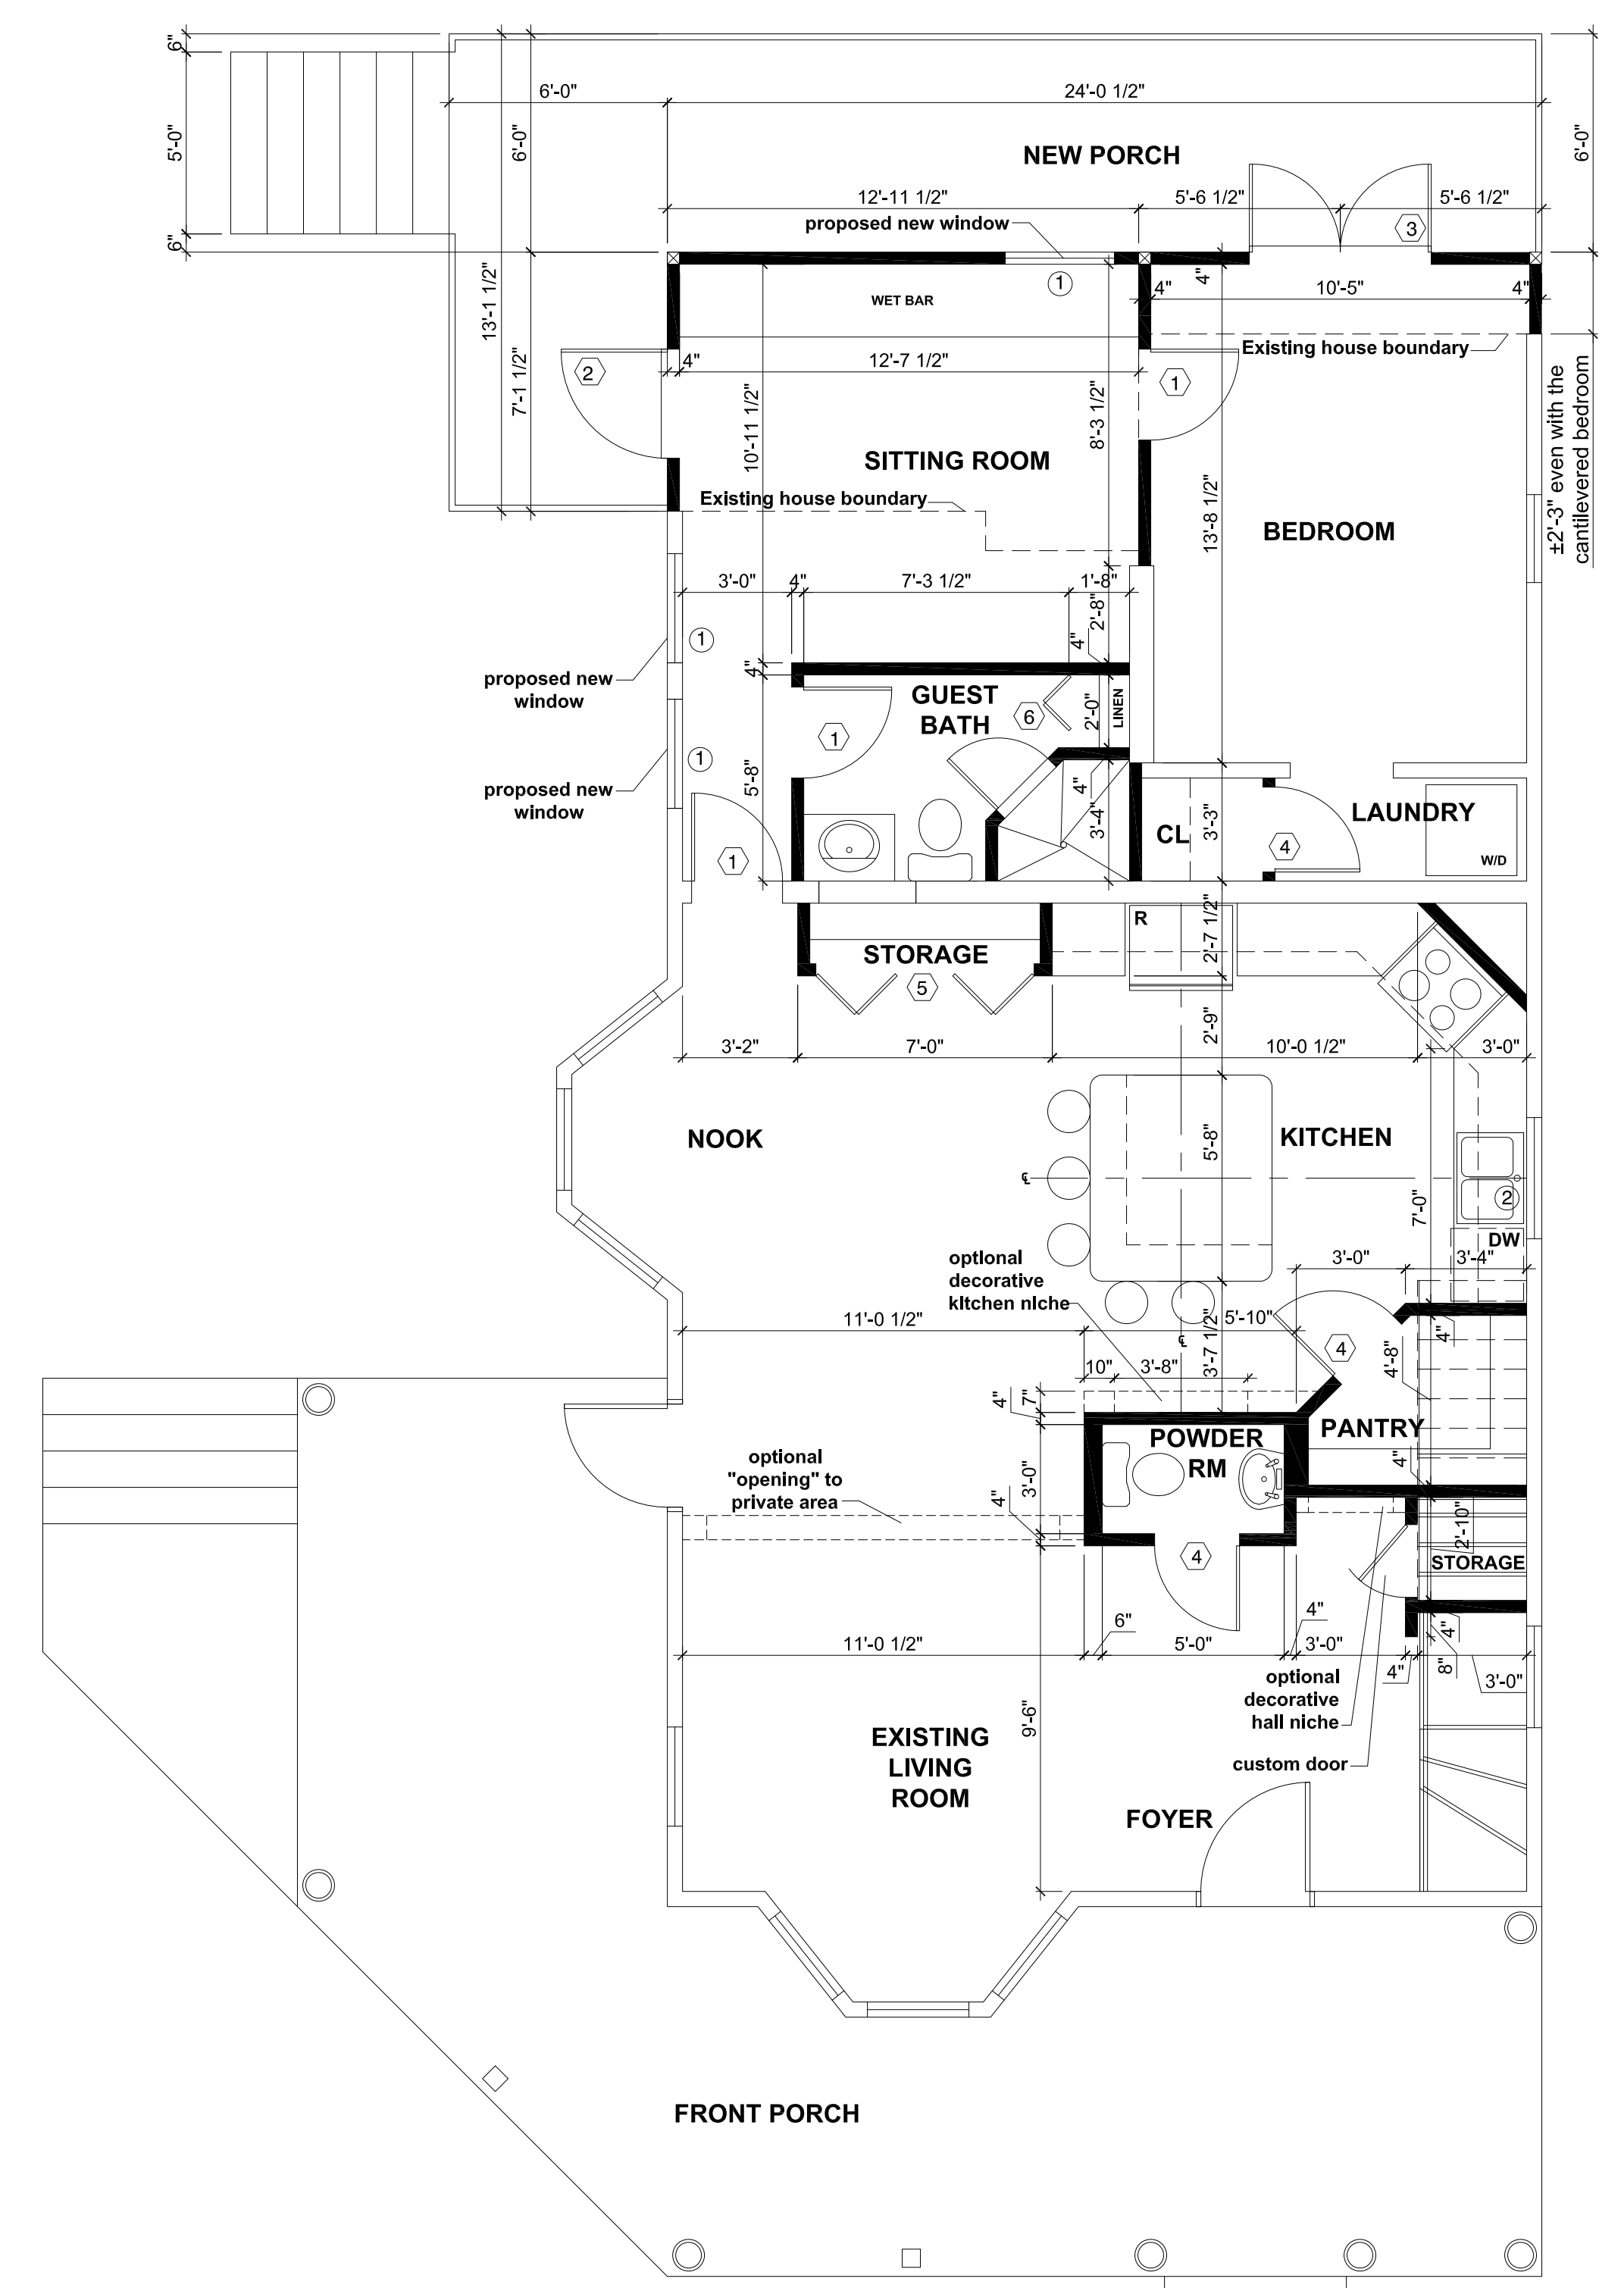 6"
5'-0"
6"
6'-0"
24'-0 1/2"
6'-0"
6'-0"
NEW PORCH
12'-11 1/2"
5'-6 1/2"
5'-6 1/2"
proposed new window
3
13'-1 1/2"
7'-1 1/2"
1
4"
WET BAR
4"
10'-5"
4"
Existing house boundary
2
4"
12'-7 1/2"
1
±2'-3" even with the
cantilevered bedroom
10'-11 1/2"
8'-3 1/2"
SITTING ROOM
Existing house boundary
13'-8 1/2"
BEDROOM
3'-0"
4"
7'-3 1/2"
1'-8"
2'-8"
4"
1
proposed new
window
4"
GUEST
BATH
6
2'-0"
LINEN
1
1
proposed new
window
5'-8"
4"
3'-4"
CL
3'-3"
LAUNDRY
4
W/D
1
R
2'-7 1/2"
STORAGE
5
2'-9"
3'-2"
7'-0"
10'-0 1/2"
3'-0"
NOOK
5'-8"
KITCHEN
℄
7'-0"
2
DW
optional
decorative
kitchen niche
3'-0"
3'-4"
11'-0 1/2"
5'-10"
℄
3'-7 1/2"
4
4"
4'-8"
10"
3'-8"
4"
7"
PANTRY
POWDER
RM
4"
optional
"opening" to
private area
3'-0"
4"
2'-10"
4
STORAGE
6"
4"
4"
11'-0 1/2"
5'-0"
3'-0"
4"
8"
3'-0"
optional
decorative
hall niche
9'-6"
EXISTING
LIVING
ROOM
custom door
FOYER
FRONT PORCH